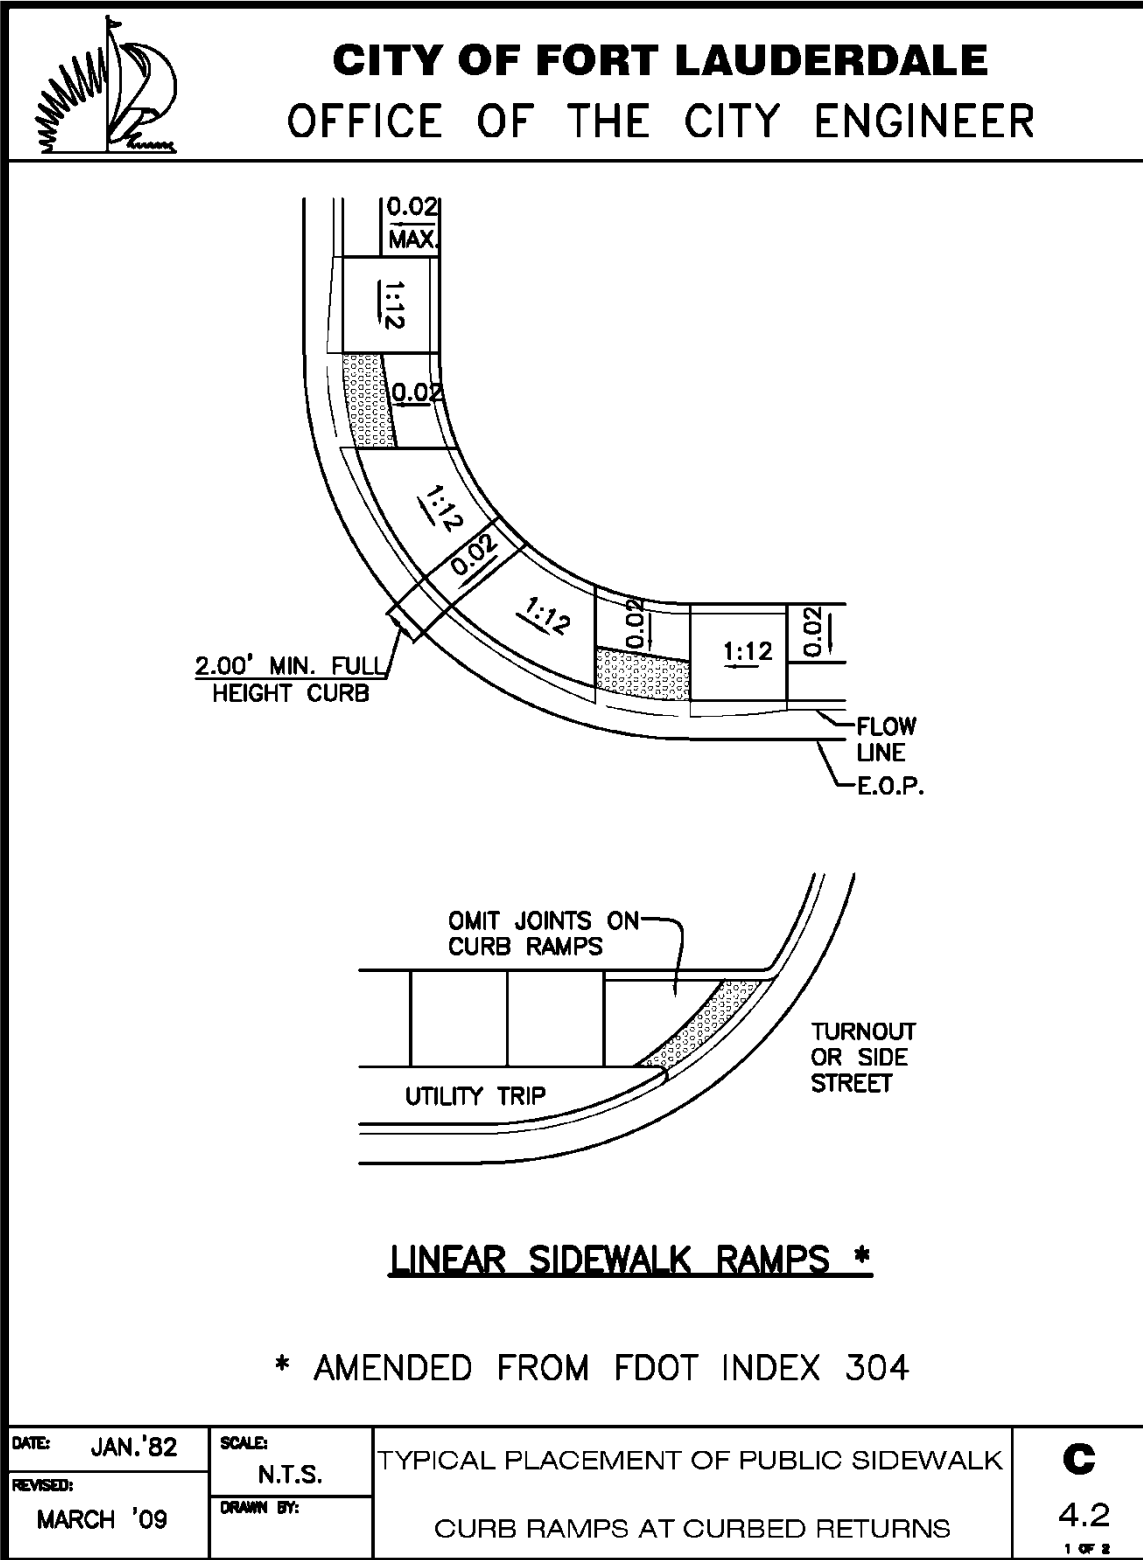 CITY OF FORT LAUDERDALE
OFFICE OF THE CITY ENGINEER
0.02
MAX.
1:12
0.02
1:12
0.02
1:12
0.02
1:12
0.02
2.00' MIN. FULL
HEIGHT CURB
FLOW
LINE
E.O.P.
OMIT JOINTS ON
CURB RAMPS
TURNOUT
OR SIDE
STREET
UTILITY TRIP
LINEAR SIDEWALK RAMPS *
* AMENDED FROM FDOT INDEX 304
DATE: JAN.'82
REVISED:
MARCH '09
SCALE:
N.T.S.
DRAWN BY:
TYPICAL PLACEMENT OF PUBLIC SIDEWALK
CURB RAMPS AT CURBED RETURNS
C
4.2
1 OF 2